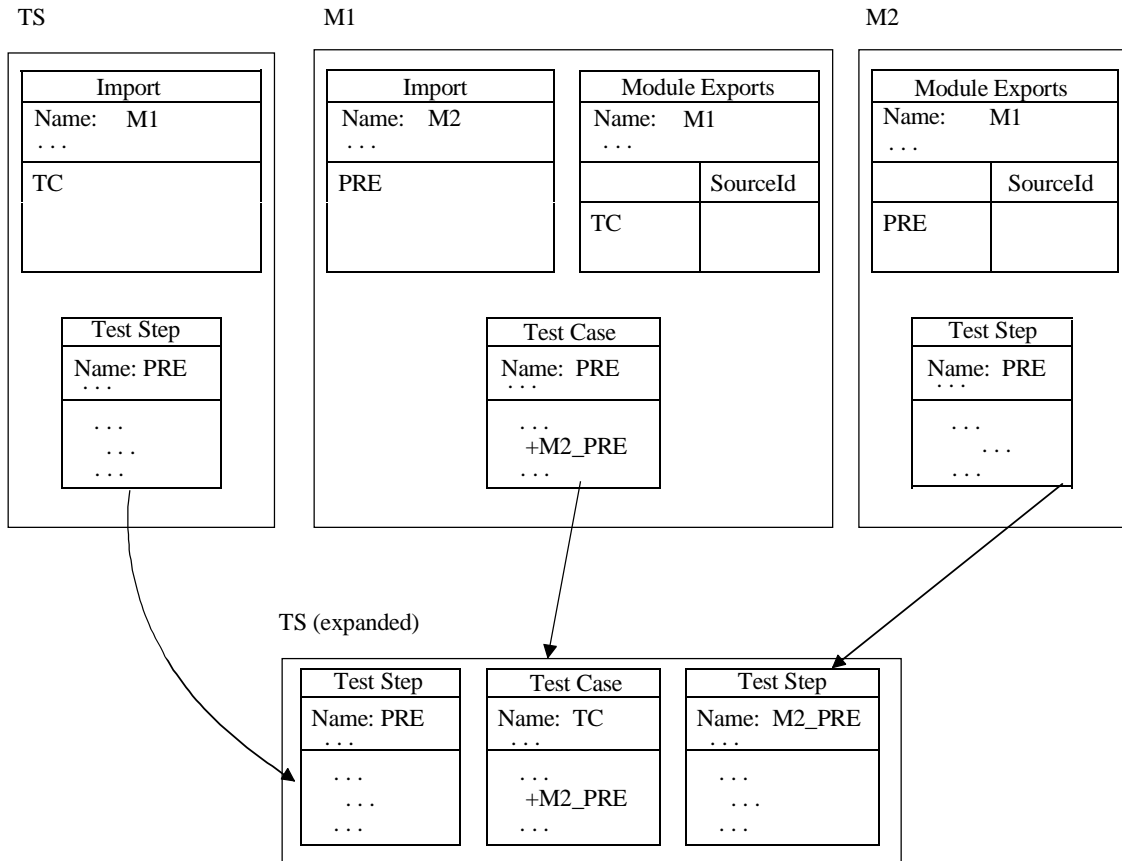 TS
Import
Name: M1
. . .
TC
Test Step
Name: PRE
. . .
. . .
. . .
. . .
M1
Import
Name: M2
. . .
PRE
Module Exports
Name: M1
. . .
SourceId
TC
Test Case
Name: PRE
. . .
. . .
+M2_PRE
. . .
M2
Module Exports
Name: M1
. . .
SourceId
PRE
Test Step
Name: PRE
. . .
. . .
. . .
. . .
TS (expanded)
Test Step
Name: PRE
. . .
. . .
. . .
. . .
Test Case
Name: TC
. . .
. . .
+M2_PRE
. . .
Test Step
Name: M2_PRE
. . .
. . .
. . .
. . .